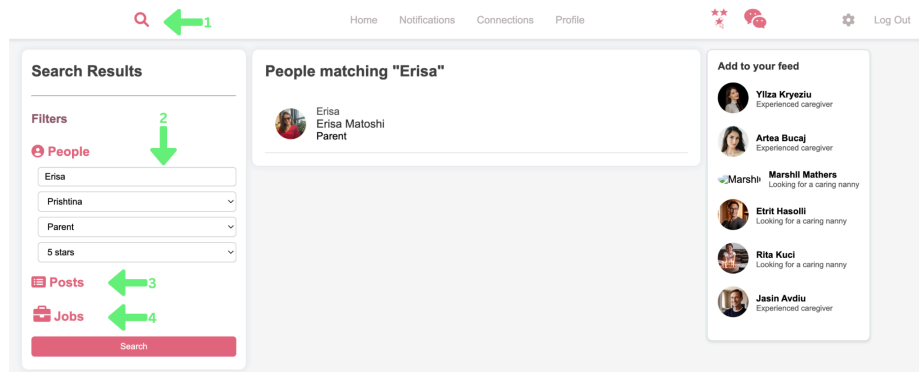 1
Home Notifications Connections Profile
Log Out
Search Results
Filters
2
People
Erisa
Prishtina
Parent
5 stars
Posts
3
Jobs
4
Search
People matching "Erisa"
Erisa
Erisa Matoshi
Parent
Add to your feed
Yllza Kryeziu
Experienced caregiver
Artea Bucaj
Experienced caregiver
Marshll
Marshll Mathers
Looking for a caring nanny
Etrit Hasolli
Looking for a caring nanny
Rita Kuci
Looking for a caring nanny
Jasin Avdiu
Experienced caregiver